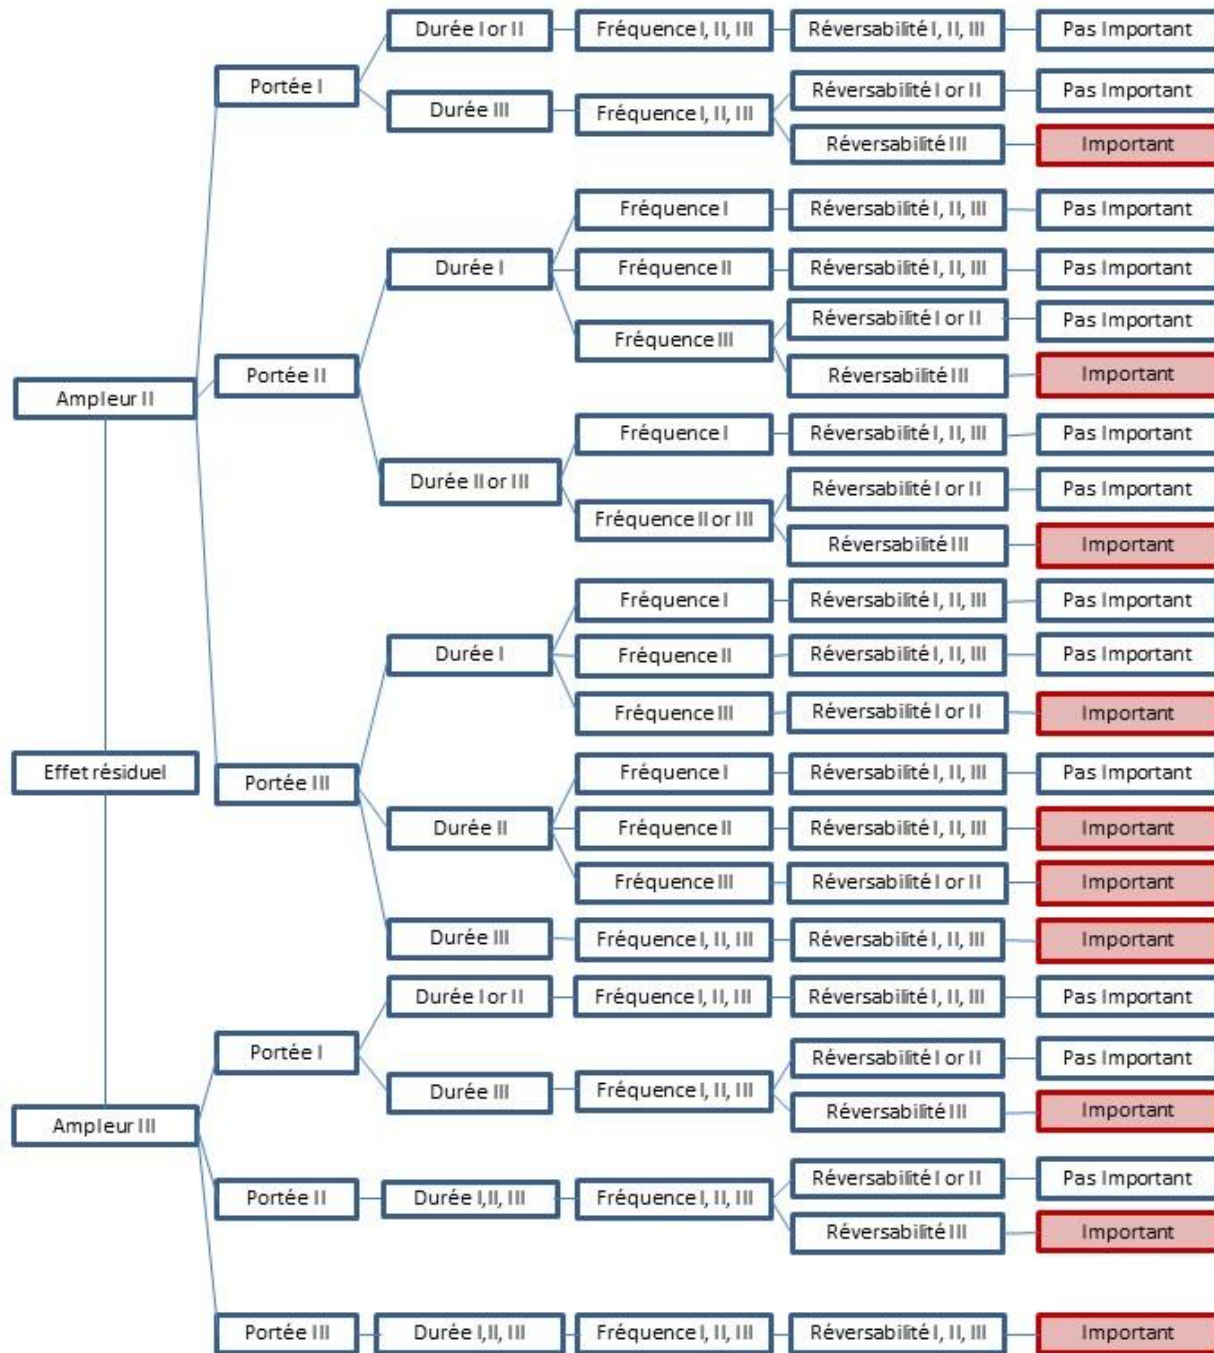 Durée I or II
Fréquence I, II, III
Réversabilité I, II, III
Pas Important
Portée I
Durée III
Fréquence I, II, III
Réversabilité I or II
Pas Important
Réversabilité III
Important
Fréquence I
Réversabilité I, II, III
Pas Important
Durée I
Fréquence II
Réversabilité I, II, III
Pas Important
Fréquence III
Réversabilité I or II
Pas Important
Réversabilité III
Important
Portée II
Ampleur II
Fréquence I
Réversabilité I, II, III
Pas Important
Durée II or III
Fréquence II or III
Réversabilité I or II
Pas Important
Réversabilité III
Important
Fréquence I
Réversabilité I, II, III
Pas Important
Durée I
Fréquence II
Réversabilité I, II, III
Pas Important
Fréquence III
Réversabilité I or II
Important
Effet résiduel
Portée III
Fréquence I
Réversabilité I, II, III
Pas Important
Durée II
Fréquence II
Réversabilité I, II, III
Important
Fréquence III
Réversabilité I or II
Important
Durée III
Fréquence I, II, III
Réversabilité I, II, III
Important
Durée I or II
Fréquence I, II, III
Réversabilité I, II, III
Pas Important
Portée I
Durée III
Fréquence I, II, III
Réversabilité I or II
Pas Important
Réversabilité III
Important
Ampleur III
Portée II
Durée I,II, III
Fréquence I, II, III
Réversabilité I or II
Pas Important
Réversabilité III
Important
Portée III
Durée I,II, III
Fréquence I, II, III
Réversabilité I, II, III
Important